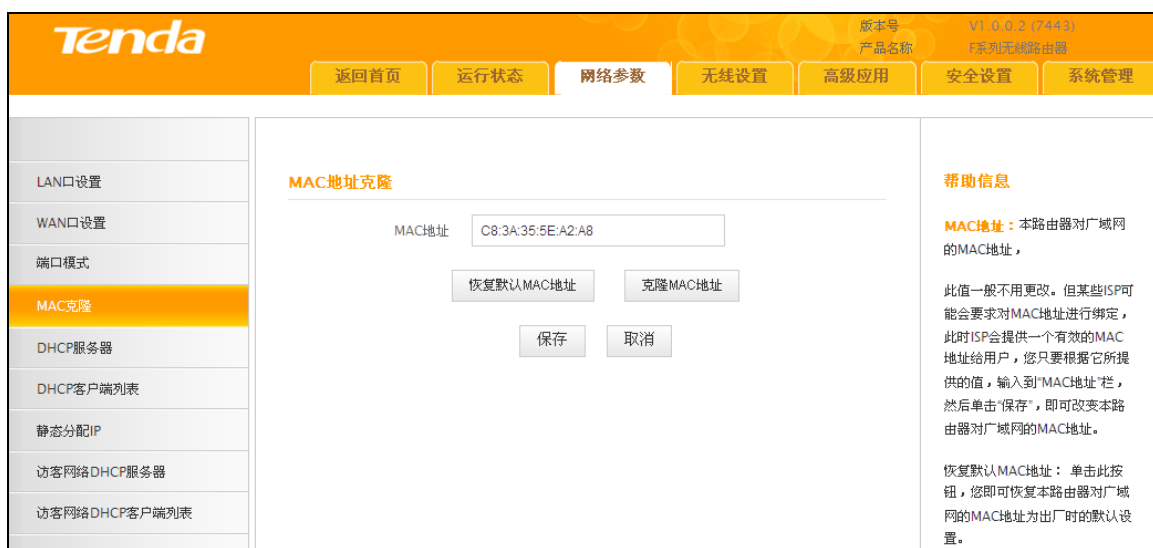 Tenda
版本号 V1.0.0.2 (7443)
产品名称 F系列无线路由器
返回首页 运行状态 网络参数 无线设置 高级应用 安全设置 系统管理
LAN口设置
WAN口设置
端口模式
MAC克隆
DHCP服务器
DHCP客户端列表
静态分配IP
访客网络DHCP服务器
访客网络DHCP客户端列表
MAC地址克隆
MAC地址 C8:3A:35:5E:A2:A8
恢复默认MAC地址 克隆MAC地址
保存 取消
帮助信息
MAC地址：本路由器对广域网
的MAC地址，
此值一般不用更改。但某些ISP可
能会要求对MAC地址进行绑定，
此时ISP会提供一个有效的MAC
地址给用户，您只要根据它所提
供的值，输入到“MAC地址”栏，
然后单击“保存”，即可改变本路
由器对广域网的MAC地址。
恢复默认MAC地址： 单击此按
钮，您即可恢复本路由器对广域
网的MAC地址为出厂时的默认设
置。